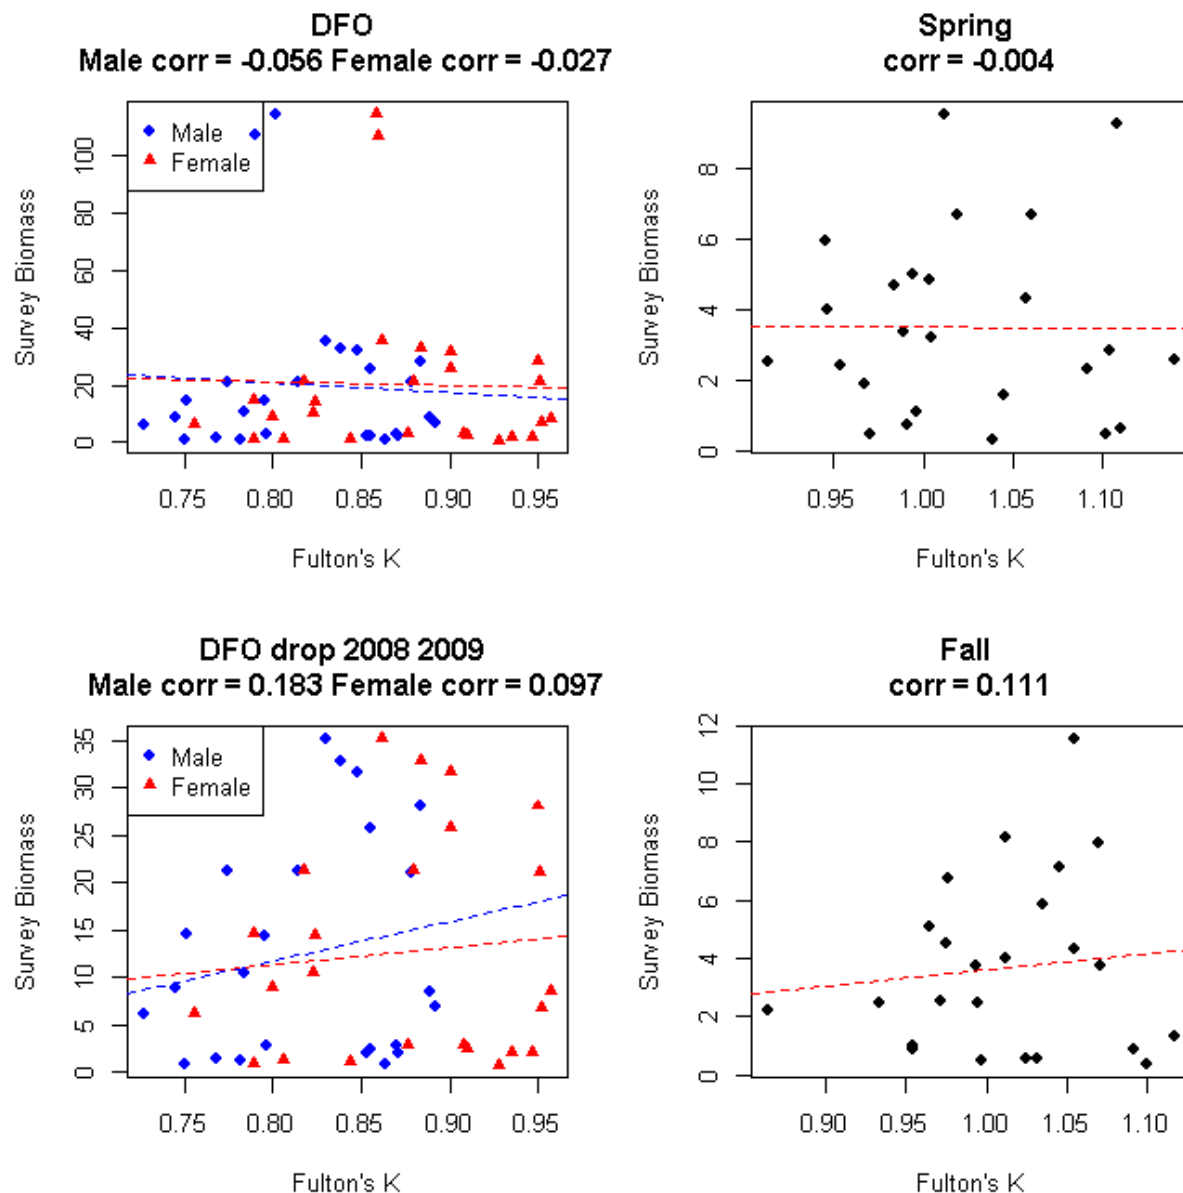 DFO
Male corr = -0.056 Female corr = -0.027
Survey Biomass
100
80
60
40
20
0
Male
Female
0.75 0.80 0.85 0.90 0.95
Fulton's K
Spring
corr = -0.004
Survey Biomass
8
6
4
2
0
0.95 1.00 1.05 1.10
Fulton's K
DFO drop 2008 2009
Male corr = 0.183 Female corr = 0.097
Survey Biomass
35
30
25
20
15
10
5
0
Male
Female
0.75 0.80 0.85 0.90 0.95
Fulton's K
Fall
corr = 0.111
Survey Biomass
12
10
8
6
4
2
0
0.90 0.95 1.00 1.05 1.10
Fulton's K